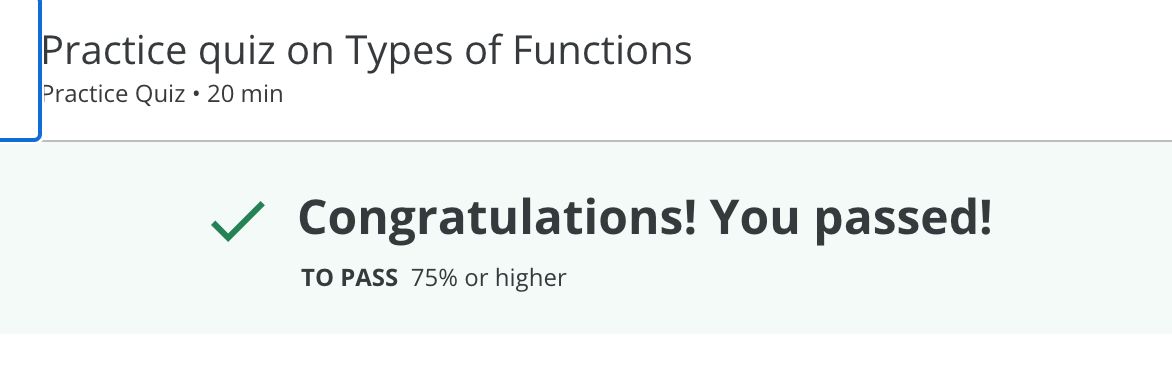 Practice quiz on Types of Functions
Practice Quiz • 20 min
Congratulations! You passed!
TO PASS 75% or higher